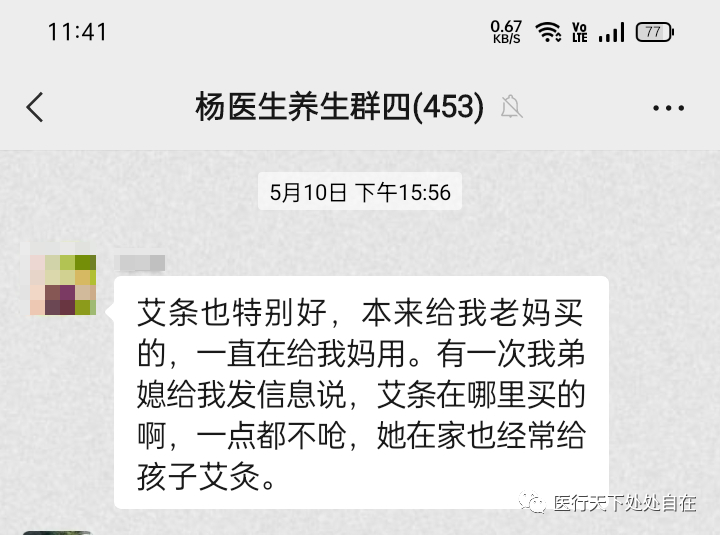 11:41
0.67 KB/S
Vo LTE
77
杨医生养生群四(453)
5月10日 下午15:56
艾条也特别好，本来给我老妈买
的，一直在给我妈用。有一次我弟
媳给我发信息说，艾条在哪里买的
啊，一点都不呛，她在家也经常给
孩子艾灸。
医行天下处处自在